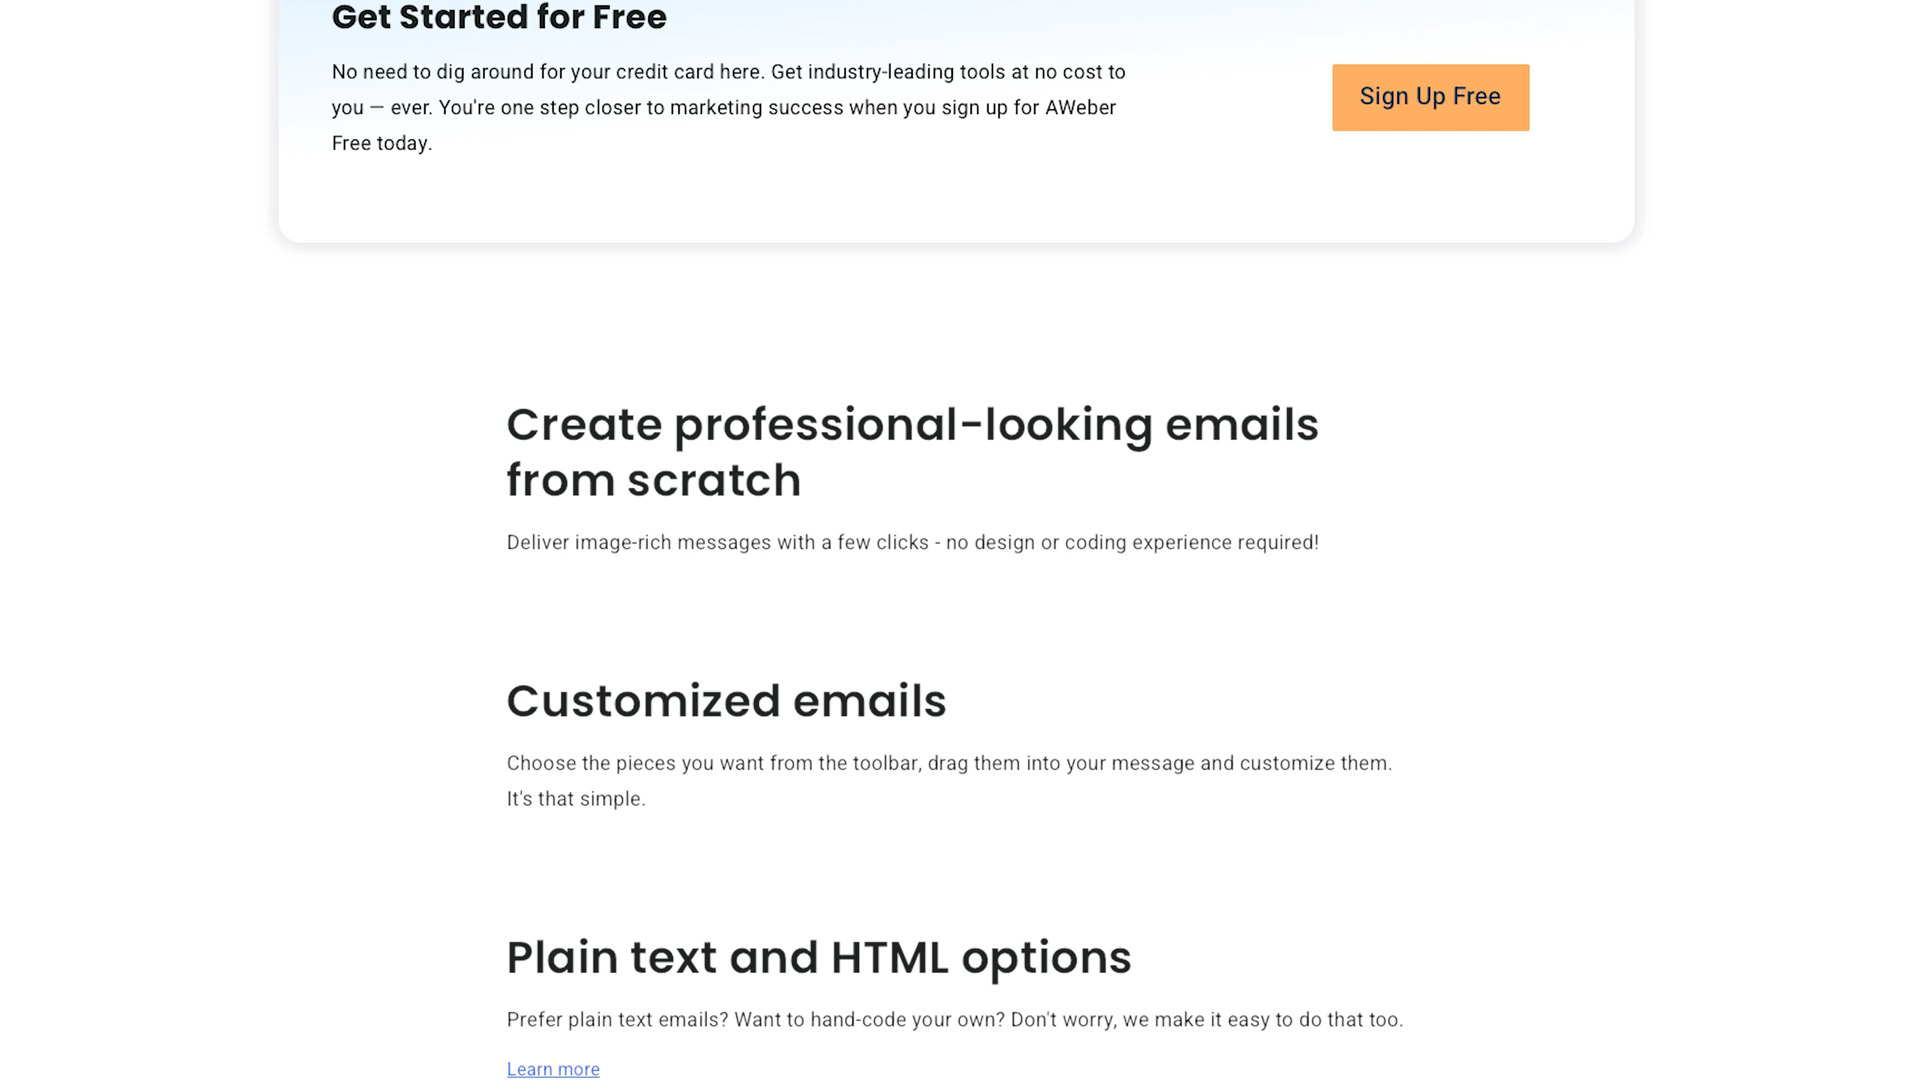 Get Started for Free
No need to dig around for your credit card here. Get industry-leading tools at no cost to
you — ever. You're one step closer to marketing success when you sign up for AWeber
Free today.
Sign Up Free
Create professional-looking emails
from scratch
Deliver image-rich messages with a few clicks - no design or coding experience required!
Customized emails
Choose the pieces you want from the toolbar, drag them into your message and customize them.
It's that simple.
Plain text and HTML options
Prefer plain text emails? Want to hand-code your own? Don't worry, we make it easy to do that too.
Learn more